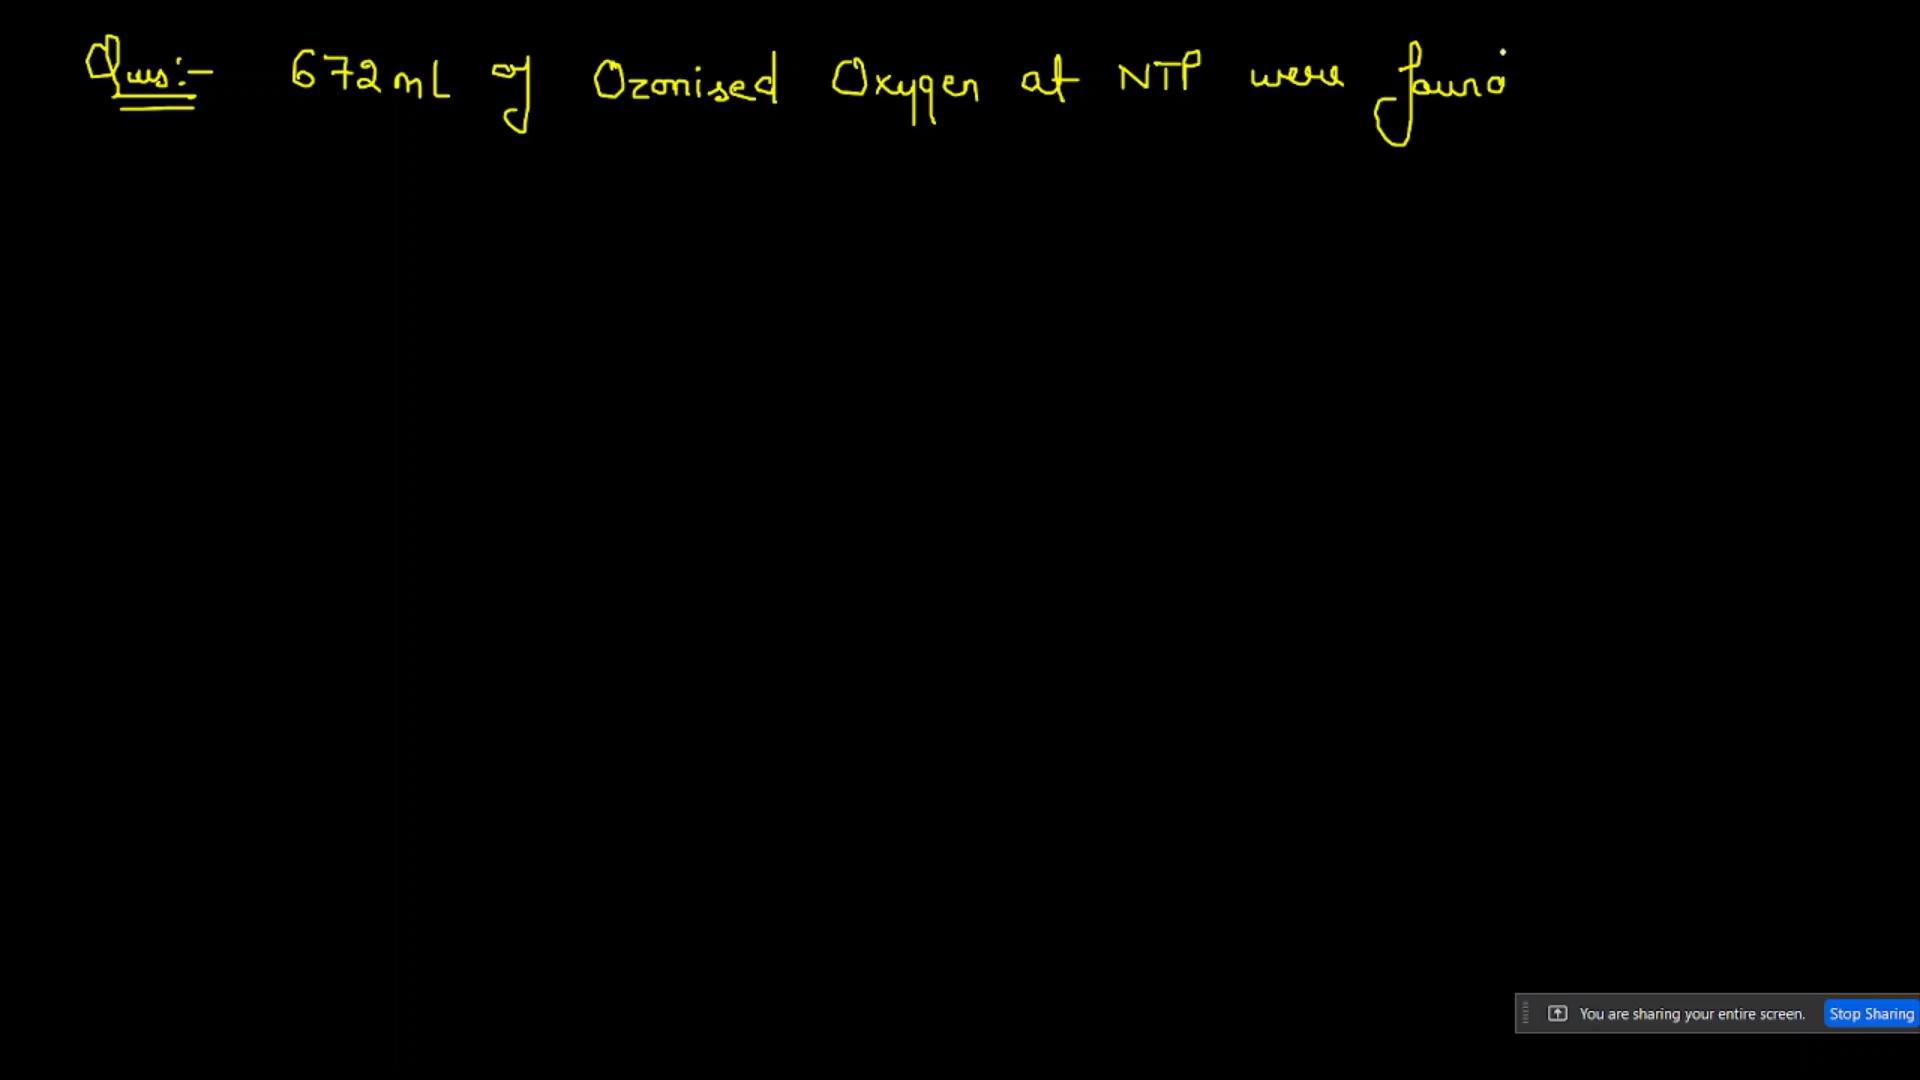 Ques:- 672 mL of Ozonised Oxygen at NTP were found
You are sharing your entire screen. Stop Sharing